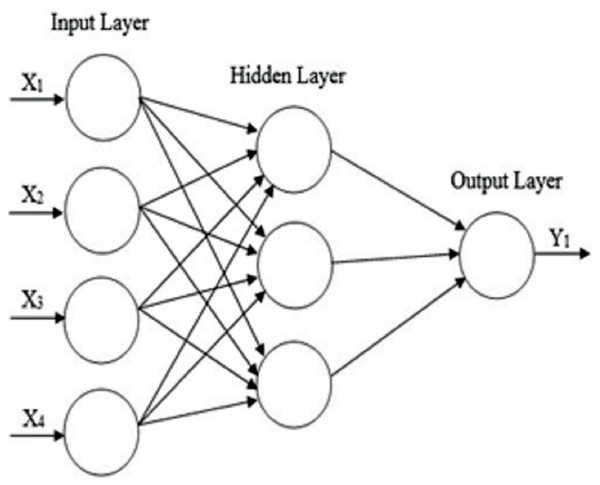 Input Layer
Hidden Layer
Output Layer
X1
X2
X3
X4
Y1